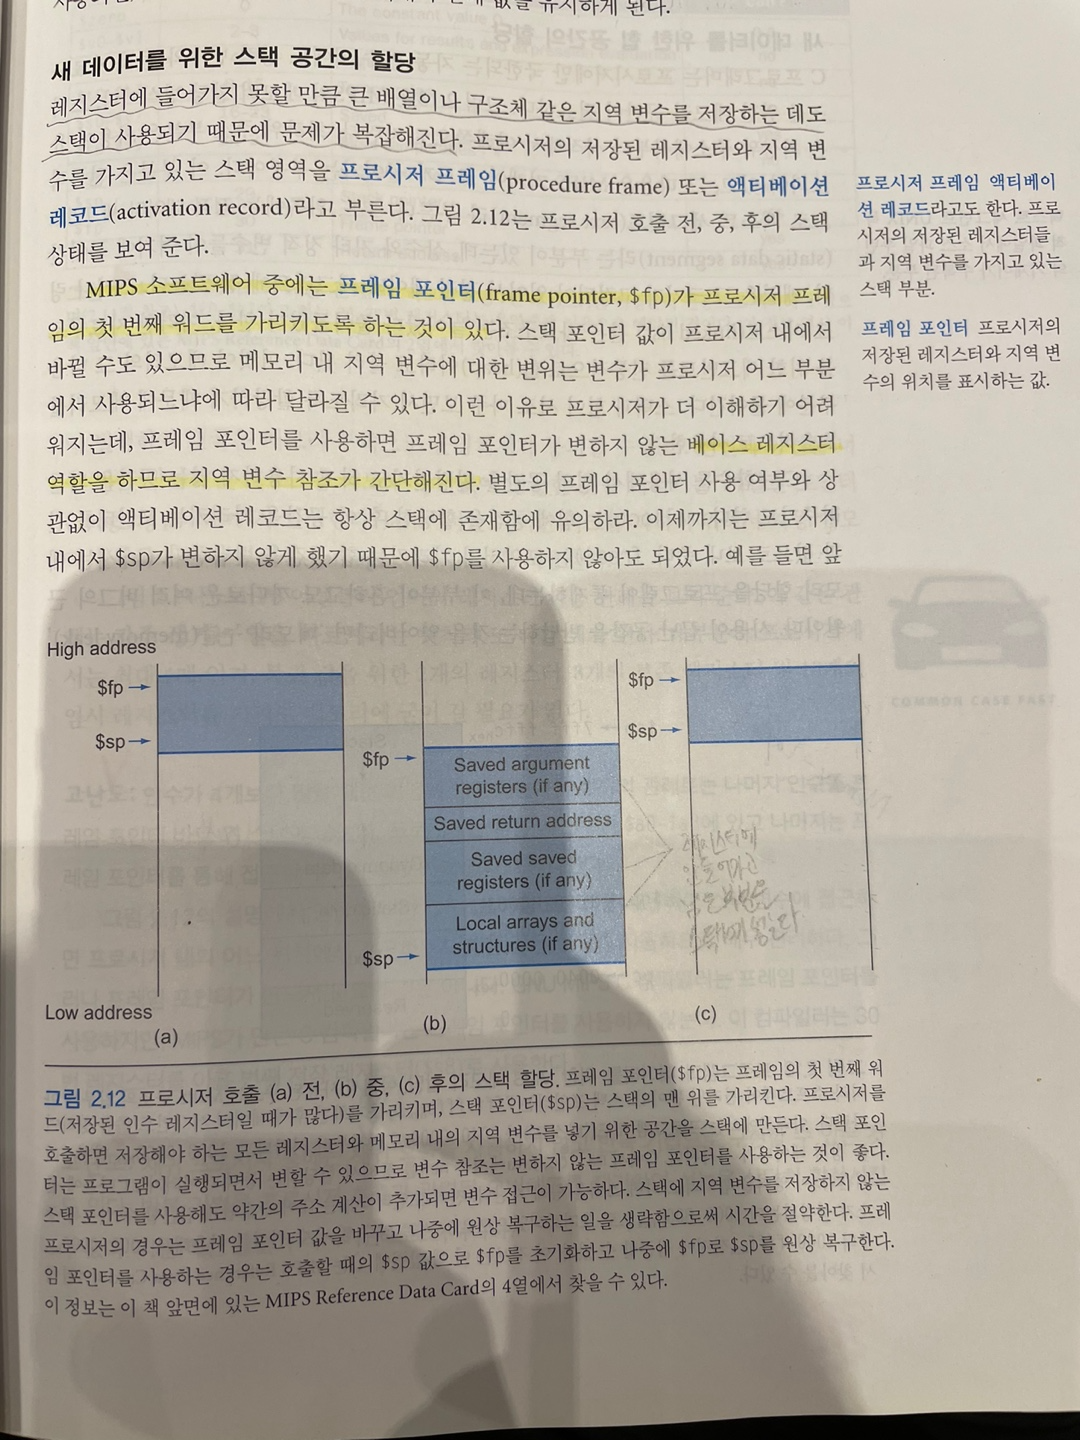 값을 유지하게 된다.
새 데이터를 위한 스택 공간의 할당
레지스터에 들어가지 못할 만큼 큰 배열이나 구조체 같은 지역 변수를 저장하는 데도
스택이 사용되기 때문에 문제가 복잡해진다. 프로시저의 저장된 레지스터와 지역 변
수를 가지고 있는 스택 영역을 프로시저 프레임(procedure frame) 또는 액티베이션
레코드(activation record)라고 부른다. 그림 2.12는 프로시저 호출 전, 중, 후의 스택
상태를 보여 준다.
MIPS 소프트웨어 중에는 프레임 포인터(frame pointer, $fp)가 프로시저 프레
임의 첫 번째 워드를 가리키도록 하는 것이 있다. 스택 포인터 값이 프로시저 내에서
바뀔 수도 있으므로 메모리 내 지역 변수에 대한 변위는 변수가 프로시저 어느 부분
에서 사용되느냐에 따라 달라질 수 있다. 이런 이유로 프로시저가 더 이해하기 어려
워지는데, 프레임 포인터를 사용하면 프레임 포인터가 변하지 않는 베이스 레지스터
역할을 하므로 지역 변수 참조가 간단해진다. 별도의 프레임 포인터 사용 여부와 상
관없이 액티베이션 레코드는 항상 스택에 존재함에 유의하라. 이제까지는 프로시저
내에서 $sp가 변하지 않게 했기 때문에 $fp를 사용하지 않아도 되었다. 예를 들면 앞
프로시저 프레임 액티베이
션 레코드라고도 한다. 프로
시저의 저장된 레지스터들
과 지역 변수를 가지고 있는
스택 부분.
프레임 포인터 프로시저의
저장된 레지스터와 지역 변
수의 위치를 표시하는 값.
High address
$fp
$sp
Low address
(a)
$fp
Saved argument
registers (if any)
Saved return address
Saved saved
registers (if any)
Local arrays and
structures (if any)
$sp
(b)
$fp
$sp
레지스터에
(c)
그림 2.12 프로시저 호출 (a) 전, (b) 중, (c) 후의 스택 할당. 프레임 포인터($fp)는 프레임의 첫 번째 워
드(저장된 인수 레지스터일 때가 많다)를 가리키며, 스택 포인터($sp)는 스택의 맨 위를 가리킨다. 프로시저를
호출하면 저장해야 하는 모든 레지스터와 메모리 내의 지역 변수를 넣기 위한 공간을 스택에 만든다. 스택 포인
터는 프로그램이 실행되면서 변할 수 있으므로 변수 참조는 변하지 않는 프레임 포인터를 사용하는 것이 좋다.
스택 포인터를 사용해도 약간의 주소 계산이 추가되면 변수 접근이 가능하다. 스택에 지역 변수를 저장하지 않는
프로시저의 경우는 프레임 포인터 값을 바꾸고 나중에 원상 복구하는 일을 생략함으로써 시간을 절약한다. 프레
임 포인터를 사용하는 경우는 호출할 때의 $sp 값으로 $fp를 초기화하고 나중에 $fp로 $sp를 원상 복구한다.
이 정보는 이 책 앞면에 있는 MIPS Reference Data Card의 4열에서 찾을 수 있다.